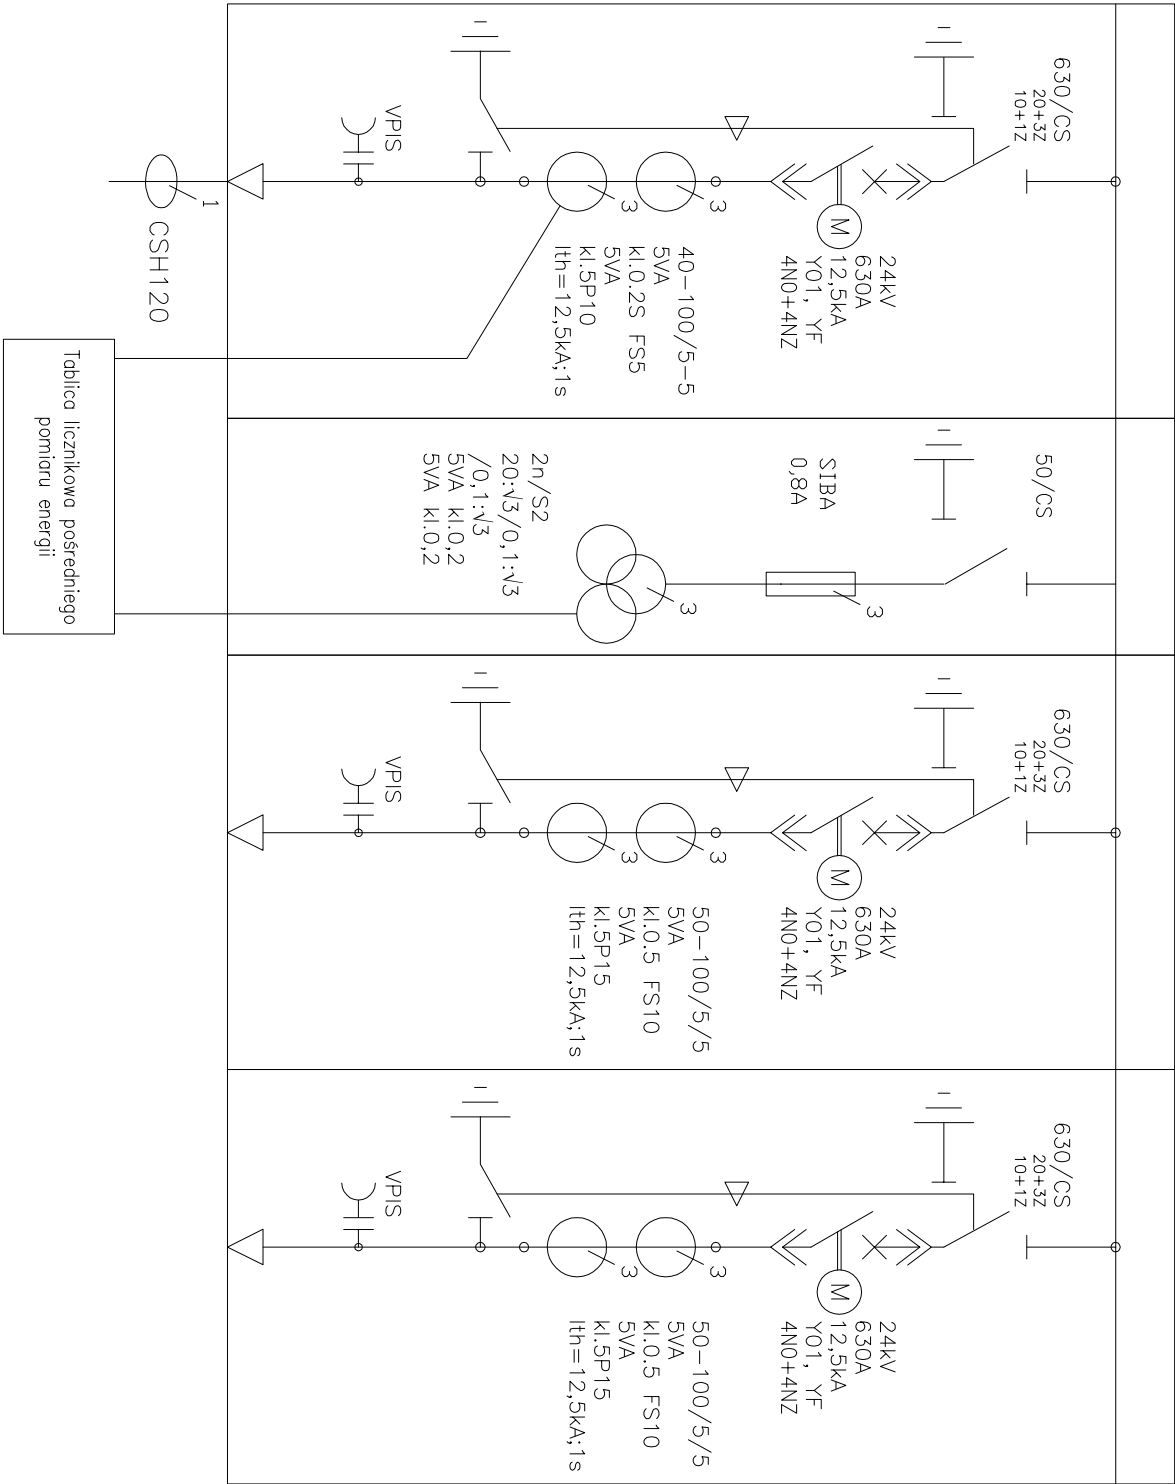 630/CS
20+3Z
10+1Z
24kV
630A
12,5kA
Y01, YF
4N0+4NZ
M
3
40-100/5-5
5VA
kl.0.2S FS5
5VA
kl.5P10
Ith=12,5kA;1s
3
VPIS
1
CSH120
50/CS
SIBA
0,8A
3
2n/S2
20:√3/0,1:√3
/0,1:√3
5VA kl.0,2
5VA kl.0,2
3
Tablica licznikowa pośredniego
pomiaru energii
630/CS
20+3Z
10+1Z
24kV
630A
12,5kA
Y01, YF
4N0+4NZ
M
3
50-100/5/5
5VA
kl.0.5 FS10
5VA
kl.5P15
Ith=12,5kA;1s
3
VPIS
630/CS
20+3Z
10+1Z
24kV
630A
12,5kA
Y01, YF
4N0+4NZ
M
3
50-100/5/5
5VA
kl.0.5 FS10
5VA
kl.5P15
Ith=12,5kA;1s
3
VPIS